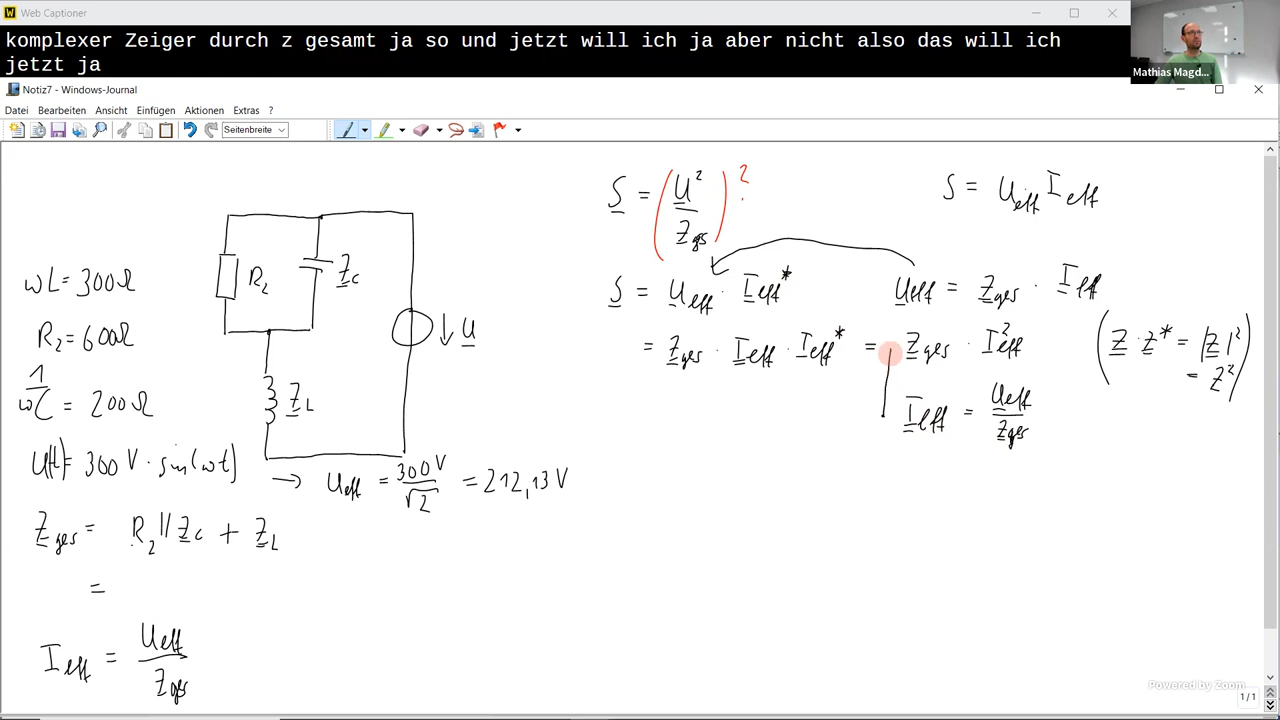 Web Captioner
komplexer Zeiger durch z gesamt ja so und jetzt will ich ja aber nicht also das will ich
jetzt ja
Mathias Magd...
Notiz7 - Windows-Journal
Datei Bearbeiten Ansicht Einfügen Aktionen Extras ?
Seitenbreite
S = (U² / Zges) ?
S = Ueff Ieff
ωL = 300Ω
R2 = 600Ω
1/ωC = 200Ω
U(t) = 300 V · sin(ωt)
R2
Zc
ZL
U
→ Ueff = 300V / √2 = 212,13 V
Zges = R2 || Zc + ZL
=
Ieff = Ueff / Zges
S = Ueff · Ieff*
Ueff = Zges · Ieff
= Zges · Ieff · Ieff* = Zges · I²eff
(Z · Z* = |Z|²
= Z²)
Ieff = Ueff / Zges
Powered by Zoom
1/1